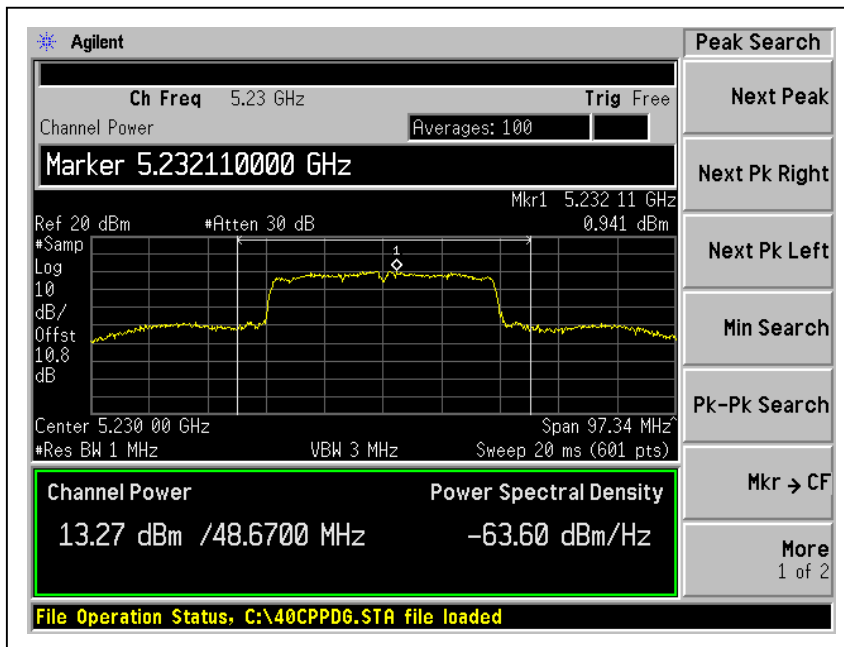 Agilent
Peak Search
Ch Freq 5.23 GHz Trig Free
Channel Power Averages: 100
Marker 5.232110000 GHz
Mkr1 5.232 11 GHz
Ref 20 dBm #Atten 30 dB 0.941 dBm
#Samp
Log
10
dB/
Offst
10.8
dB
1
Center 5.230 00 GHz Span 97.34 MHz^
#Res BW 1 MHz VBW 3 MHz Sweep 20 ms (601 pts)
Channel Power Power Spectral Density
13.27 dBm /48.6700 MHz -63.60 dBm/Hz
File Operation Status, C:\40CPPDG.STA file loaded
Next Peak
Next Pk Right
Next Pk Left
Min Search
Pk-Pk Search
Mkr → CF
More
1 of 2